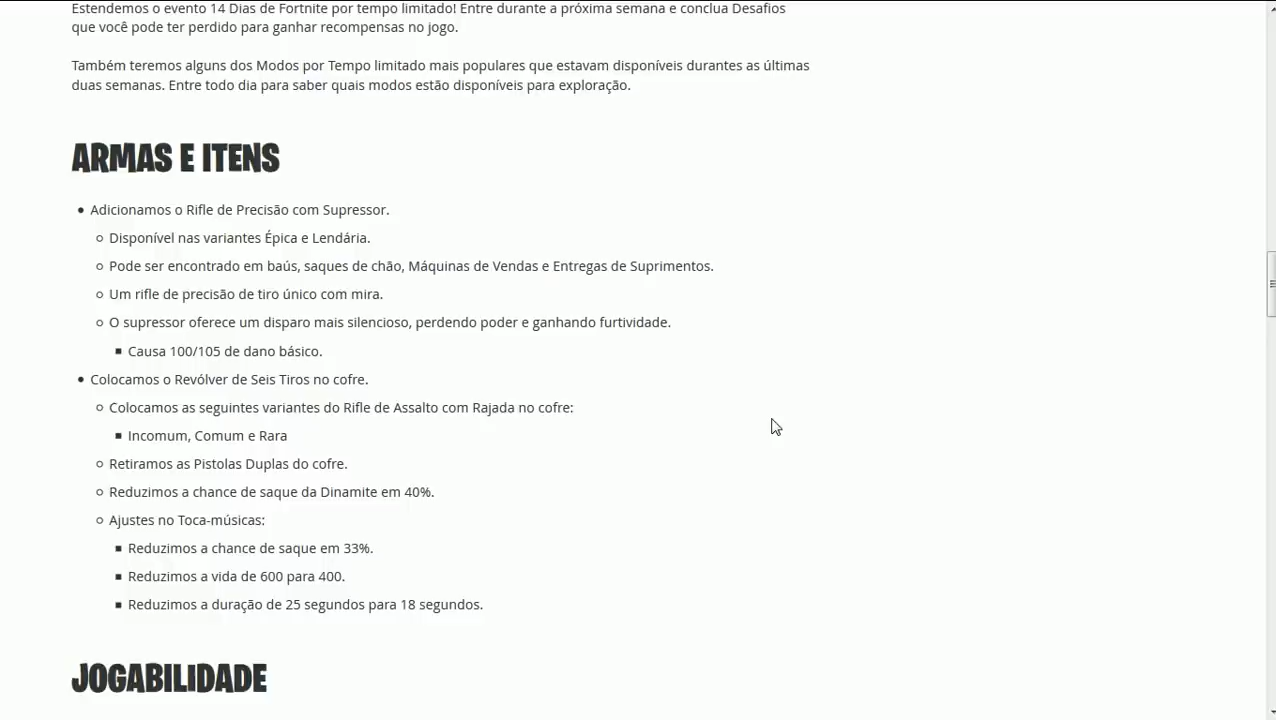 Estendemos o evento 14 Dias de Fortnite por tempo limitado! Entre durante a próxima semana e conclua Desafios
que você pode ter perdido para ganhar recompensas no jogo.
Também teremos alguns dos Modos por Tempo limitado mais populares que estavam disponíveis durantes as últimas
duas semanas. Entre todo dia para saber quais modos estão disponíveis para exploração.
ARMAS E ITENS
Adicionamos o Rifle de Precisão com Supressor.
Disponível nas variantes Épica e Lendária.
Pode ser encontrado em baús, saques de chão, Máquinas de Vendas e Entregas de Suprimentos.
Um rifle de precisão de tiro único com mira.
O supressor oferece um disparo mais silencioso, perdendo poder e ganhando furtividade.
Causa 100/105 de dano básico.
Colocamos o Revólver de Seis Tiros no cofre.
Colocamos as seguintes variantes do Rifle de Assalto com Rajada no cofre:
Incomum, Comum e Rara
Retiramos as Pistolas Duplas do cofre.
Reduzimos a chance de saque da Dinamite em 40%.
Ajustes no Toca-músicas:
Reduzimos a chance de saque em 33%.
Reduzimos a vida de 600 para 400.
Reduzimos a duração de 25 segundos para 18 segundos.
JOGABILIDADE